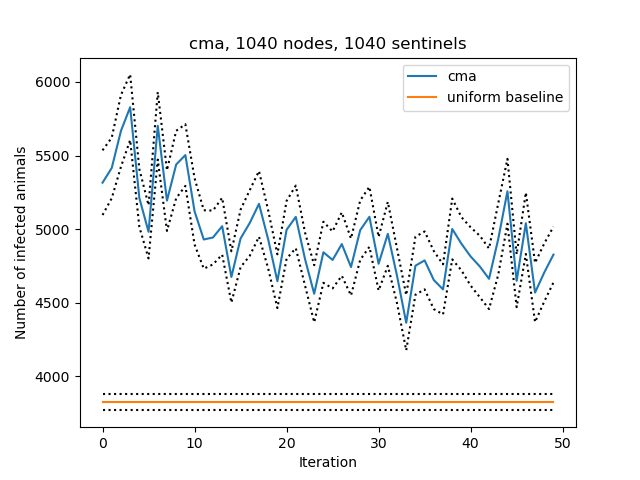 cma, 1040 nodes, 1040 sentinels
cma
uniform baseline
6000
5500
5000
4500
4000
Number of infected animals
0 10 20 30 40 50
Iteration